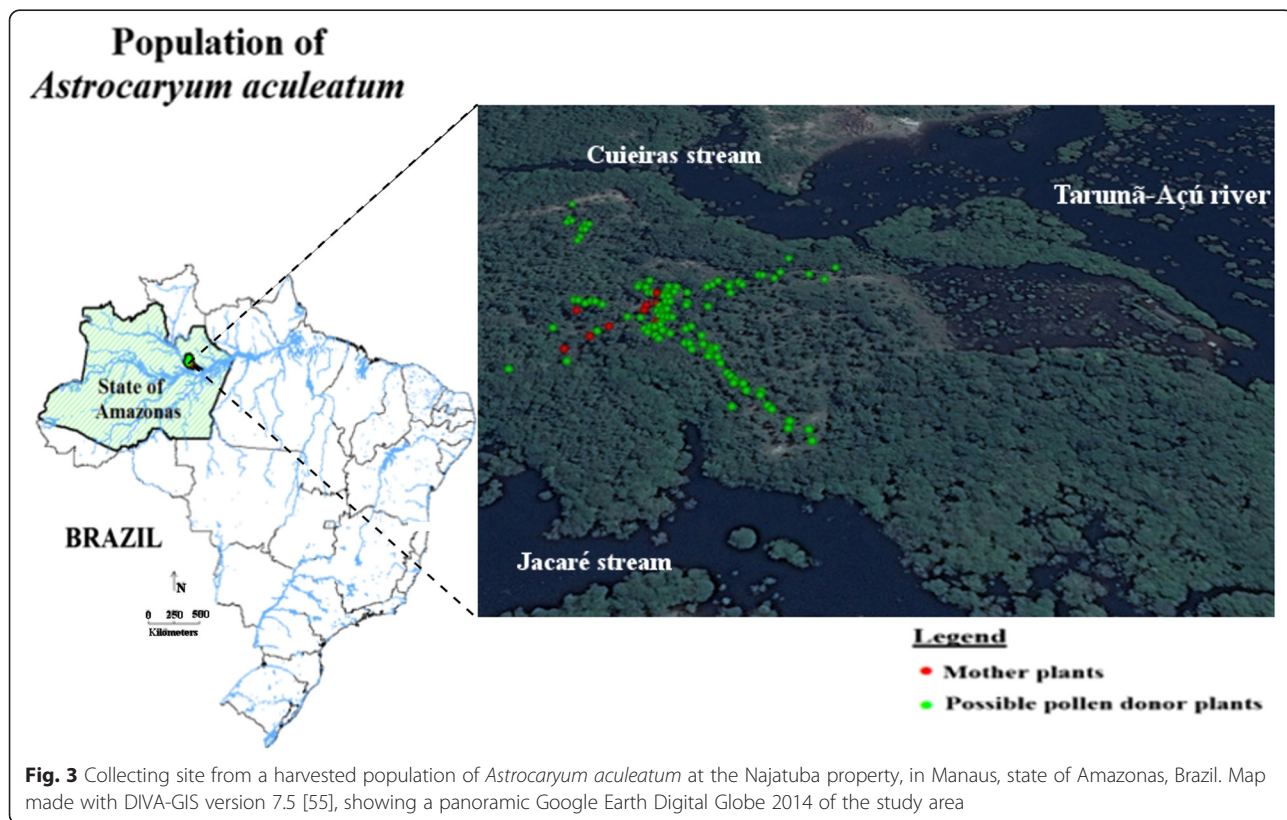 Population of
Astrocaryum aculeatum
Cuieiras stream
Tarumã-Açú river
State of
Amazonas
BRAZIL
N
0 250 500
Kilometers
Jacaré stream
Legend
Mother plants
Possible pollen donor plants
Fig. 3 Collecting site from a harvested population of Astrocaryum aculeatum at the Najatuba property, in Manaus, state of Amazonas, Brazil. Map
made with DIVA-GIS version 7.5 [55], showing a panoramic Google Earth Digital Globe 2014 of the study area